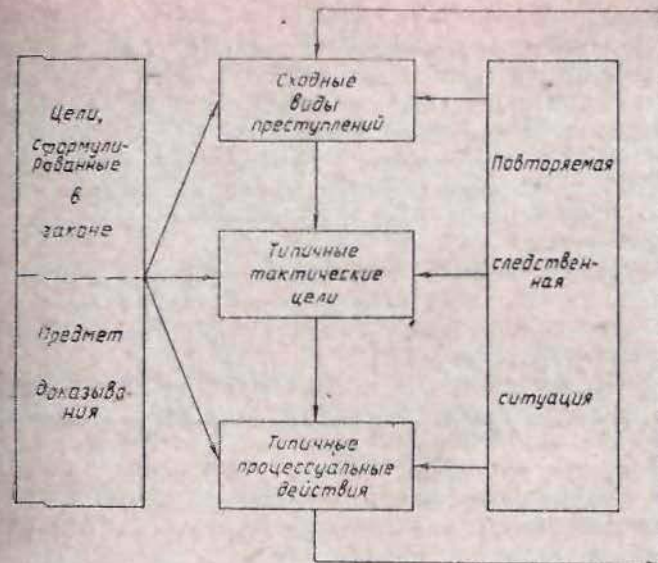 Цели,
сформули-
рованные
в
законе
Предмет
доказыва-
ния
Сходные
виды
преступлений
Типичные
тактические
цели
Типичные
процессуальные
действия
Повторяемая
следствен-
ная
ситуация